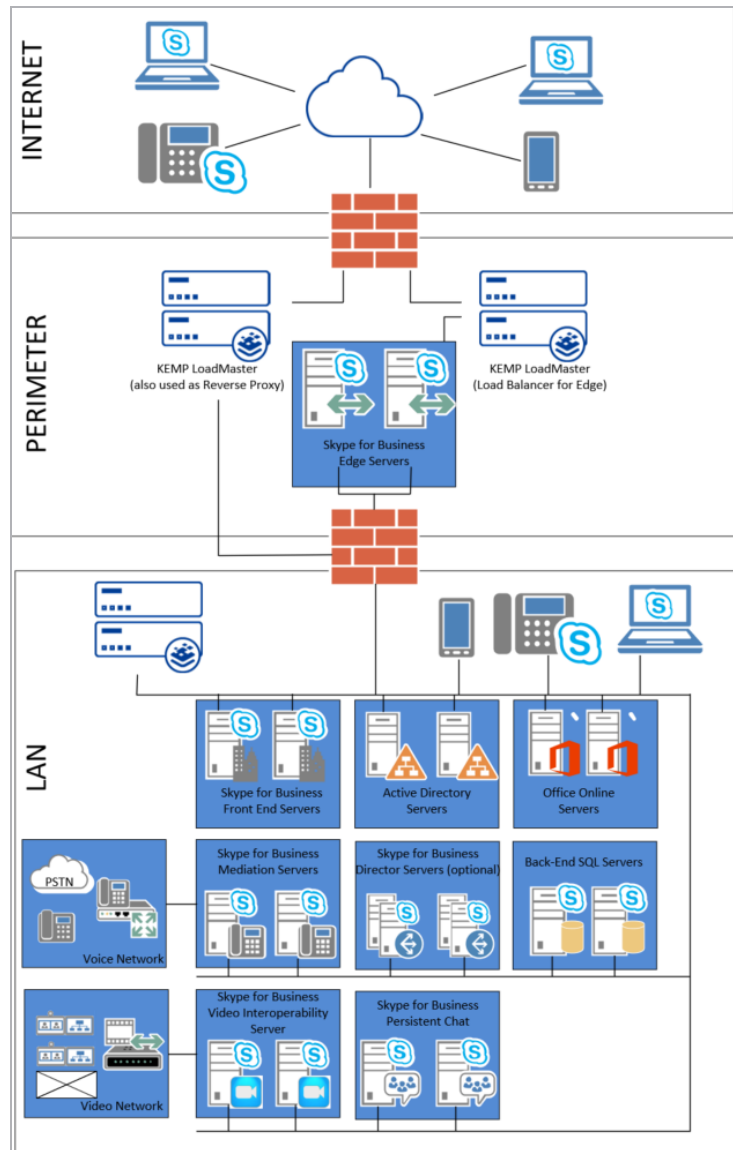 INTERNET
PERIMETER
KEMP LoadMaster
(also used as Reverse Proxy)
KEMP LoadMaster
(Load Balancer for Edge)
Skype for Business
Edge Servers
LAN
Skype for Business
Front End Servers
Active Directory
Servers
Office Online
Servers
PSTN
Voice Network
Skype for Business
Mediation Servers
Skype for Business
Director Servers (optional)
Back-End SQL Servers
Video Network
Skype for Business
Video Interoperability
Server
Skype for Business
Persistent Chat